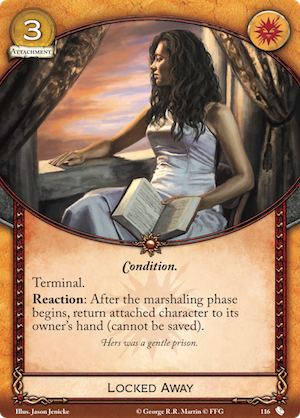 3
ATTACHMENT
Condition.
Terminal.
Reaction: After the marshaling phase
begins, return attached character to its
owner's hand (cannot be saved).
Hers was a gentle prison.
LOCKED AWAY
Illus. Jason Jenicke
© George R.R. Martin © FFG
116